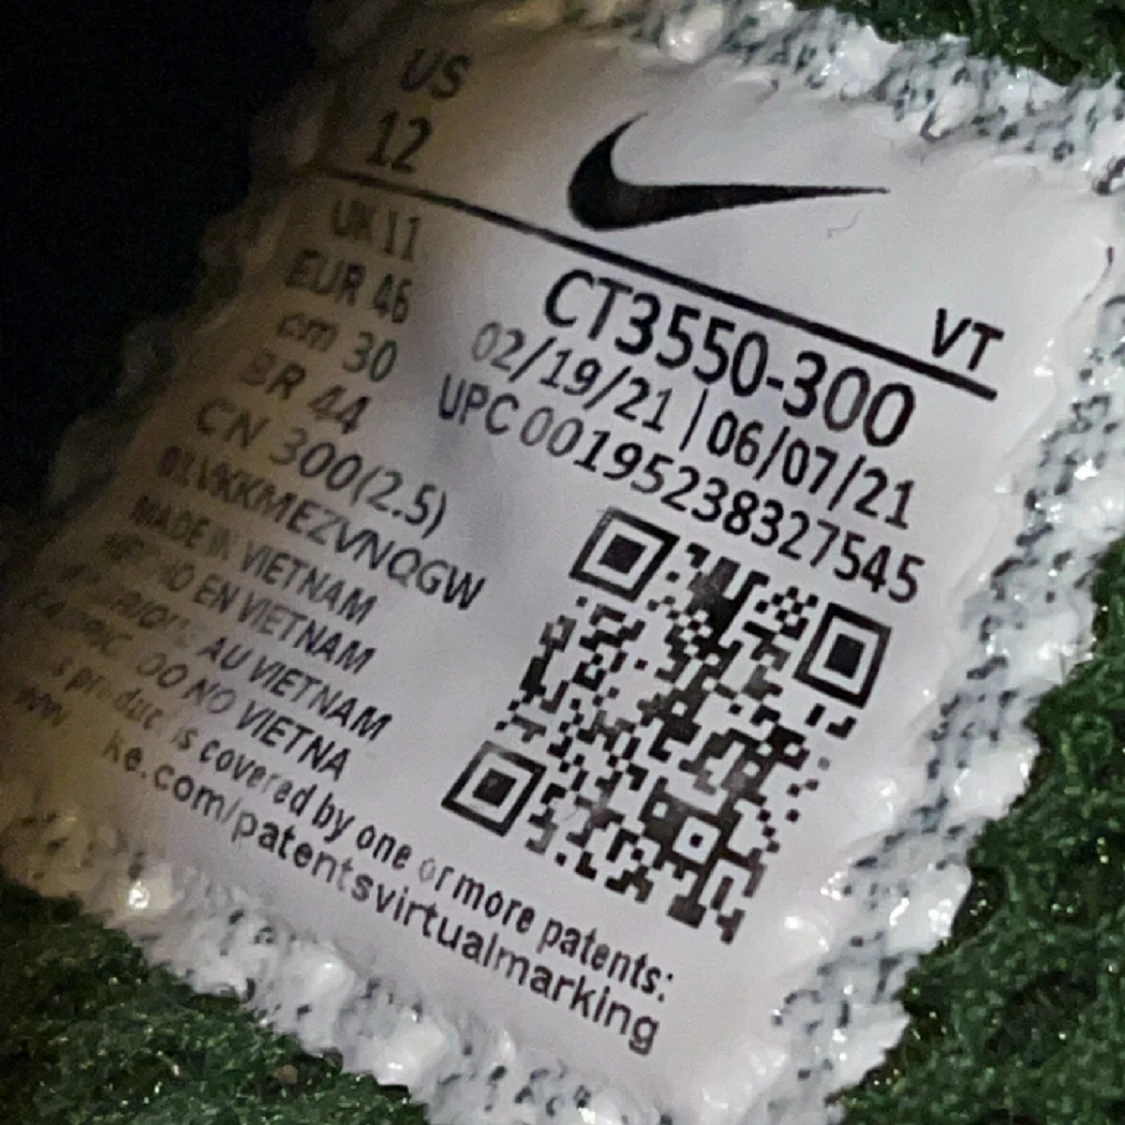 US
12
VT
UK 11
EUR 46
cm 30
BR 44
CN 300(2.5)
CT3550-300
02/19/21 | 06/07/21
UPC 00195238327545
MADE IN VIETNAM
EN VIETNAM
AU VIETNAM
NO VIETNA
covered by one or more patents:
ke.com/patentsvirtualmarking